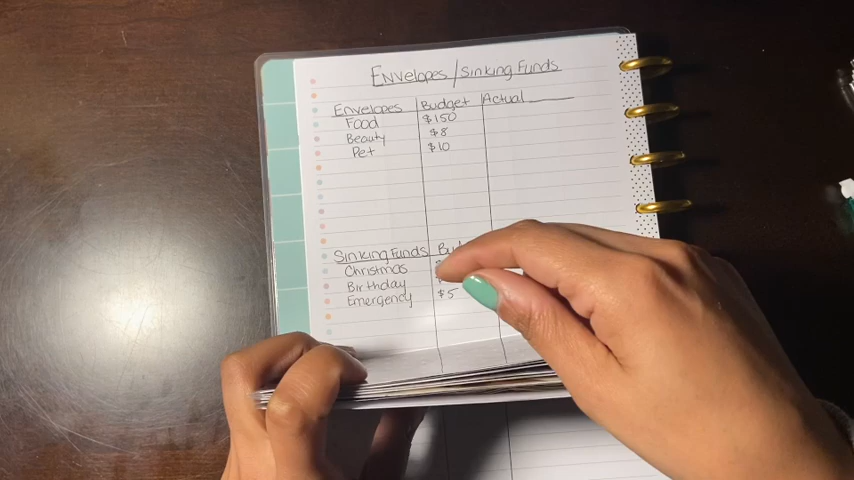 Envelopes/Sinking Funds
Envelopes Budget Actual
Food $150
Beauty $8
Pet $10
Sinking Funds
Christmas
Birthday
Emergency $5